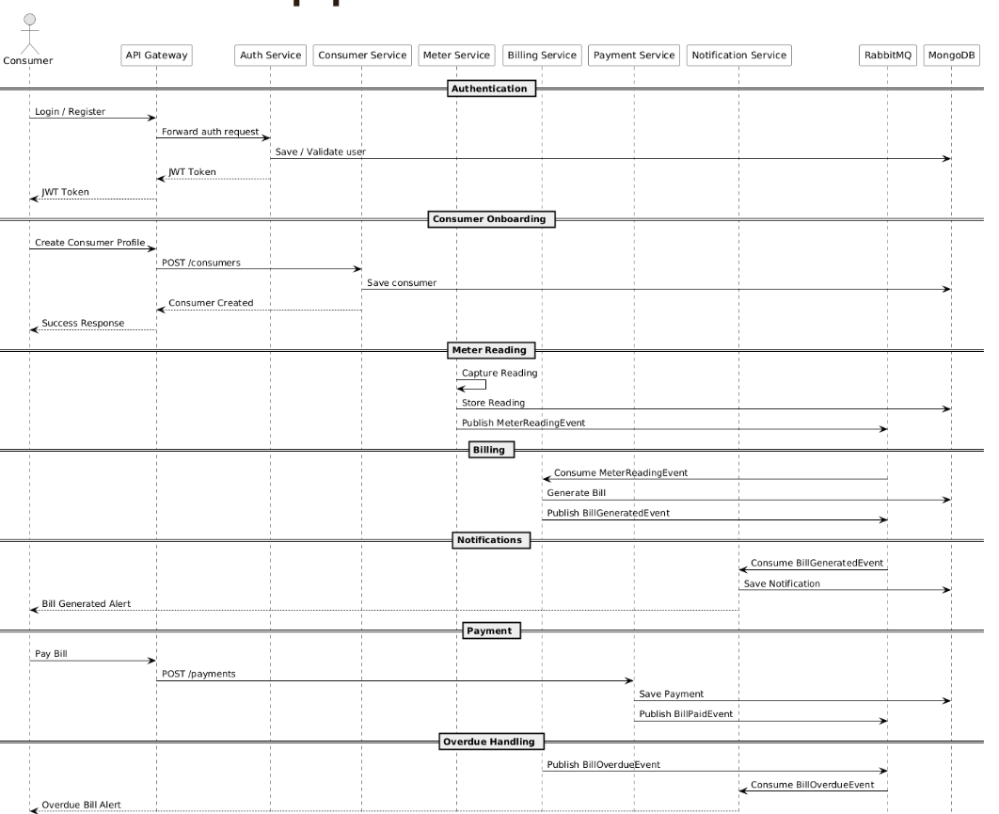 Consumer
API Gateway
Auth Service
Consumer Service
Meter Service
Billing Service
Payment Service
Notification Service
RabbitMQ
MongoDB
Authentication
Login / Register
Forward auth request
Save / Validate user
JWT Token
JWT Token
Consumer Onboarding
Create Consumer Profile
POST /consumers
Save consumer
Consumer Created
Success Response
Meter Reading
Capture Reading
Store Reading
Publish MeterReadingEvent
Billing
Consume MeterReadingEvent
Generate Bill
Publish BillGeneratedEvent
Notifications
Consume BillGeneratedEvent
Save Notification
Bill Generated Alert
Payment
Pay Bill
POST /payments
Save Payment
Publish BillPaidEvent
Overdue Handling
Publish BillOverdueEvent
Consume BillOverdueEvent
Overdue Bill Alert